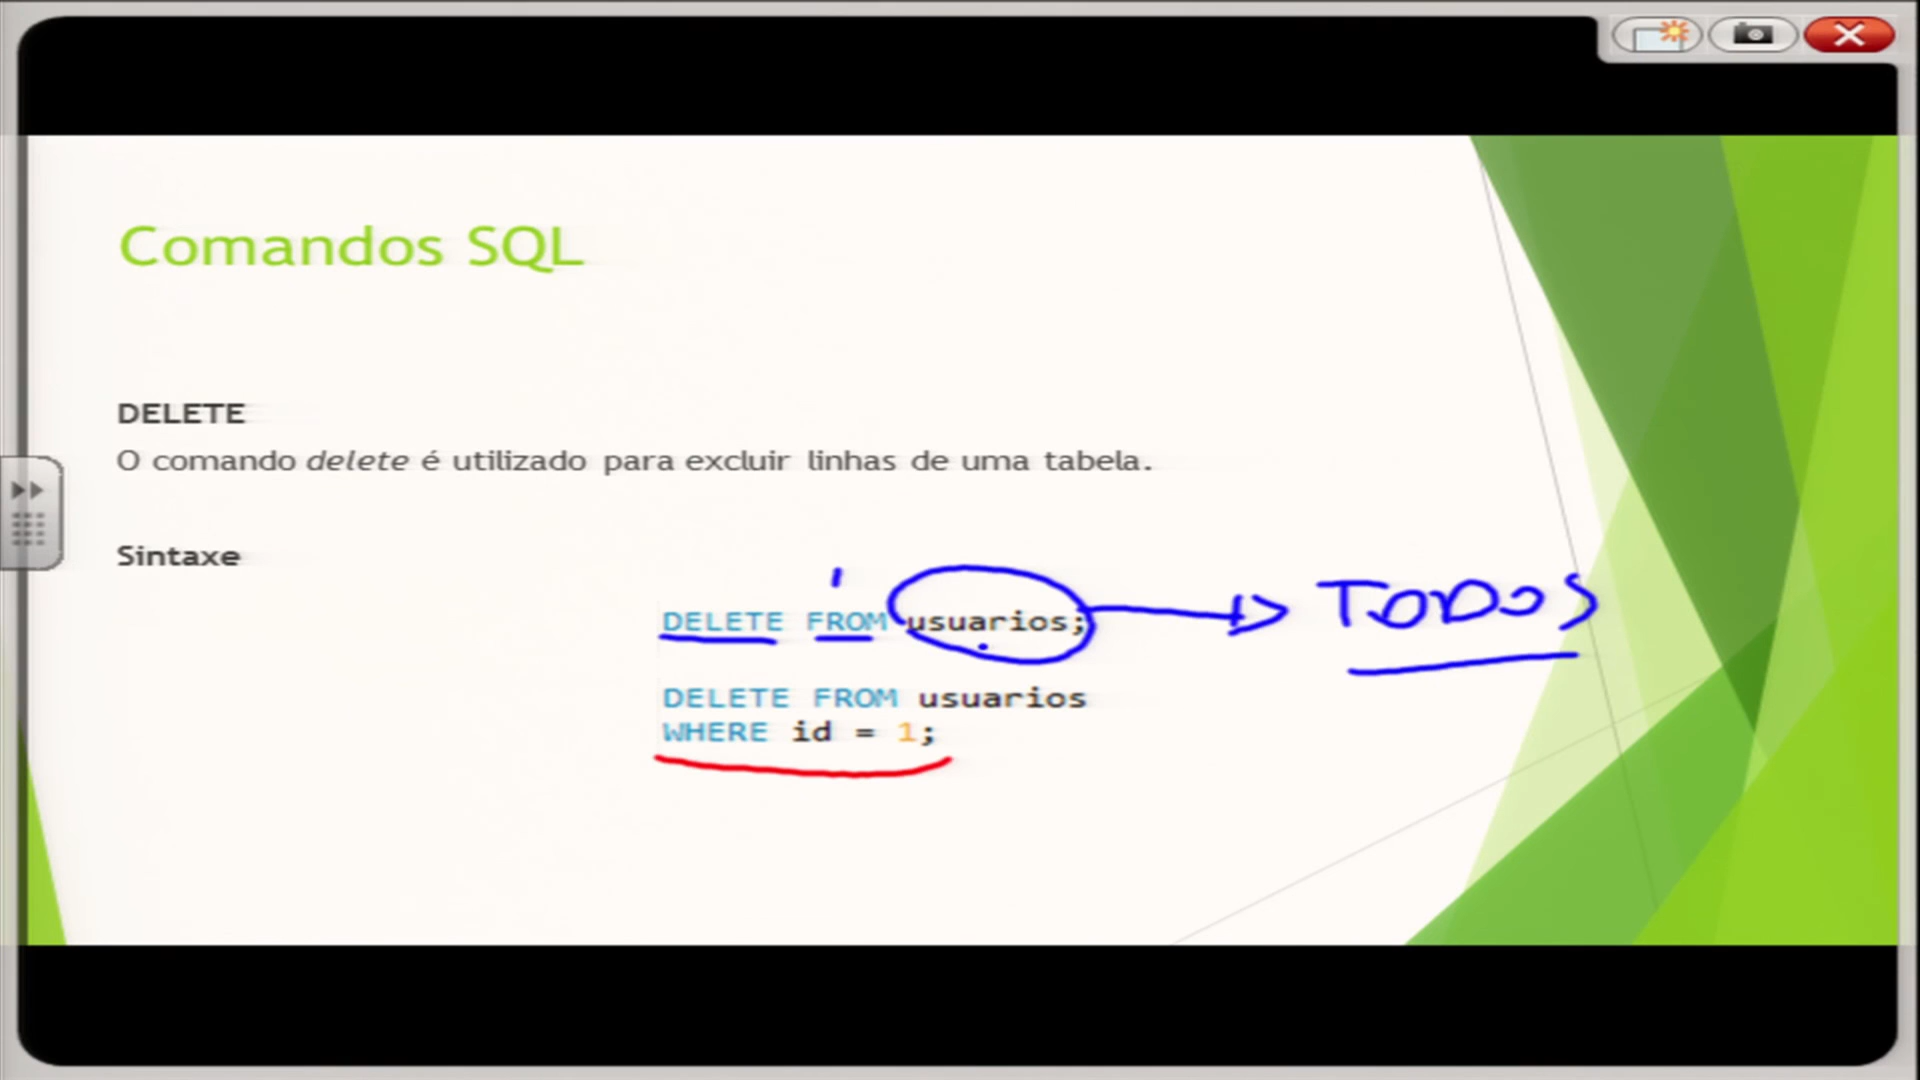 Comandos SQL
DELETE
O comando delete é utilizado para excluir linhas de uma tabela.
Sintaxe
DELETE FROM usuarios;
TODOS
DELETE FROM usuarios
WHERE id = 1;